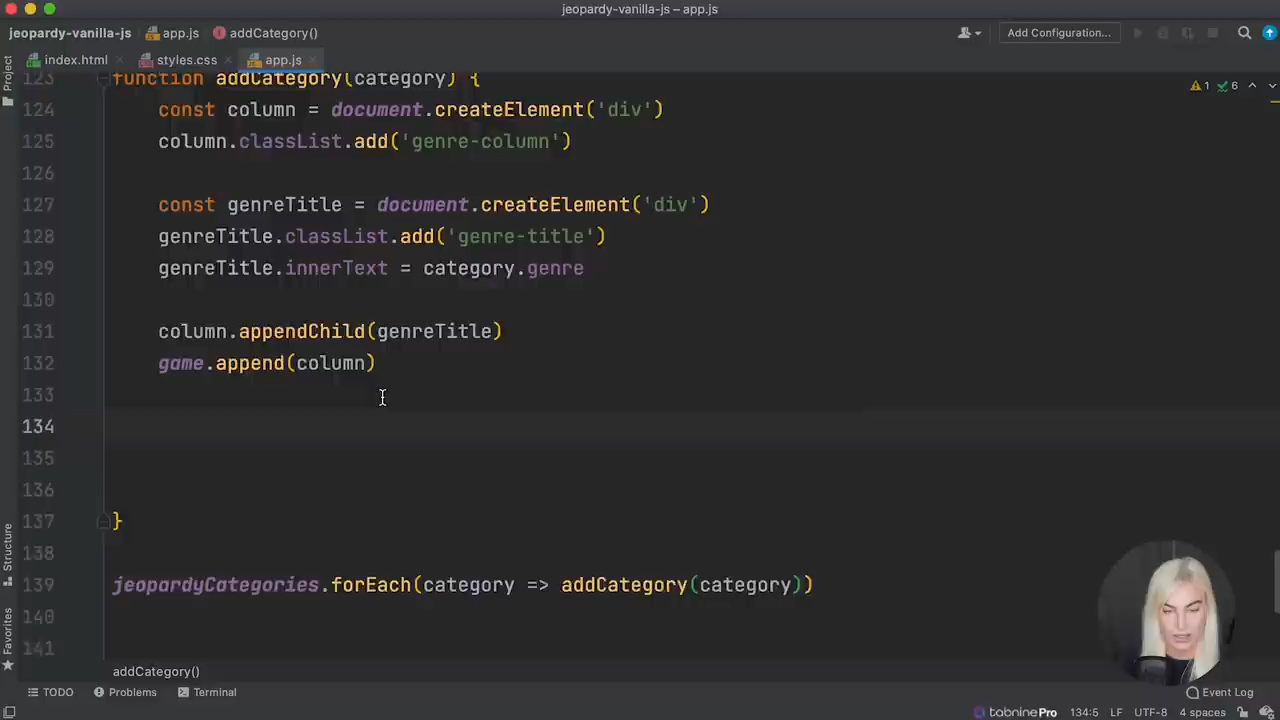 jeopardy-vanilla-js – app.js
jeopardy-vanilla-js app.js addCategory() Add Configuration...
Project
index.html styles.css app.js
123 function addCategory(category) {
1 6
124 const column = document.createElement('div')
125 column.classList.add('genre-column')
126
127 const genreTitle = document.createElement('div')
128 genreTitle.classList.add('genre-title')
129 genreTitle.innerText = category.genre
130
131 column.appendChild(genreTitle)
132 game.append(column)
133
134
135
136
137 }
138
139 jeopardyCategories.forEach(category => addCategory(category))
140
141
Structure
Favorites
addCategory()
TODO Problems Terminal Event Log
tabninePro 134:5 LF UTF-8 4 spaces